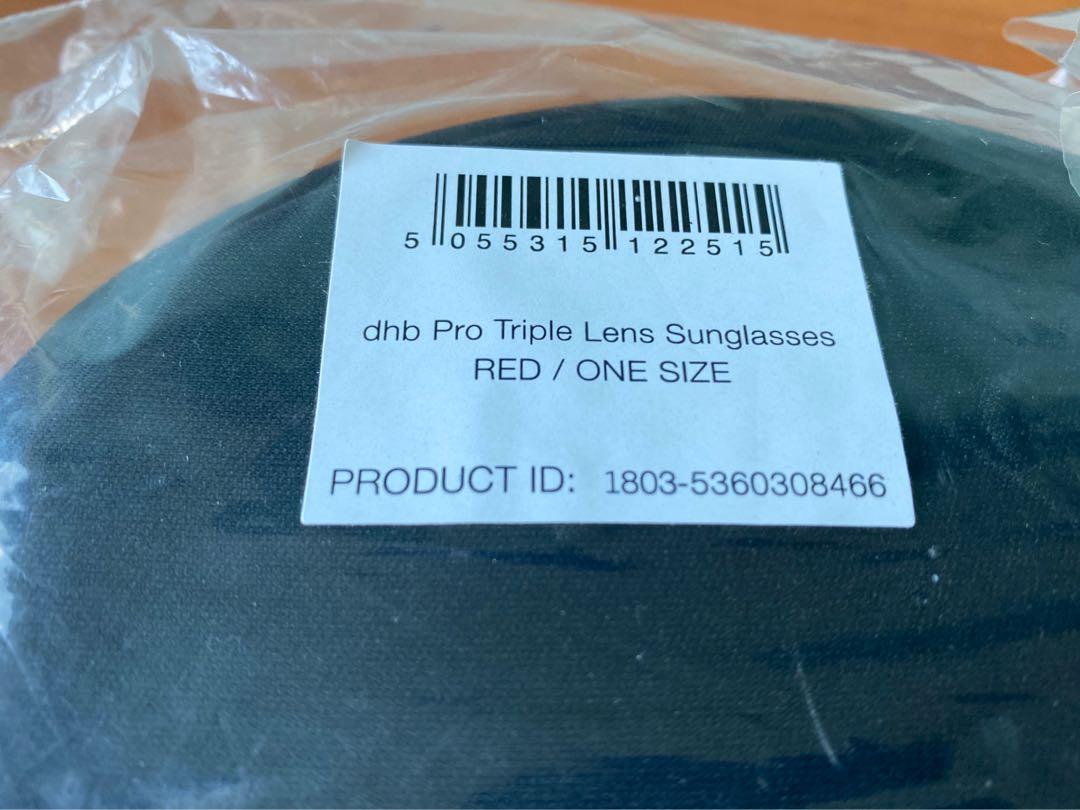 5 055315 122515
dhb Pro Triple Lens Sunglasses
RED / ONE SIZE
PRODUCT ID: 1803-5360308466